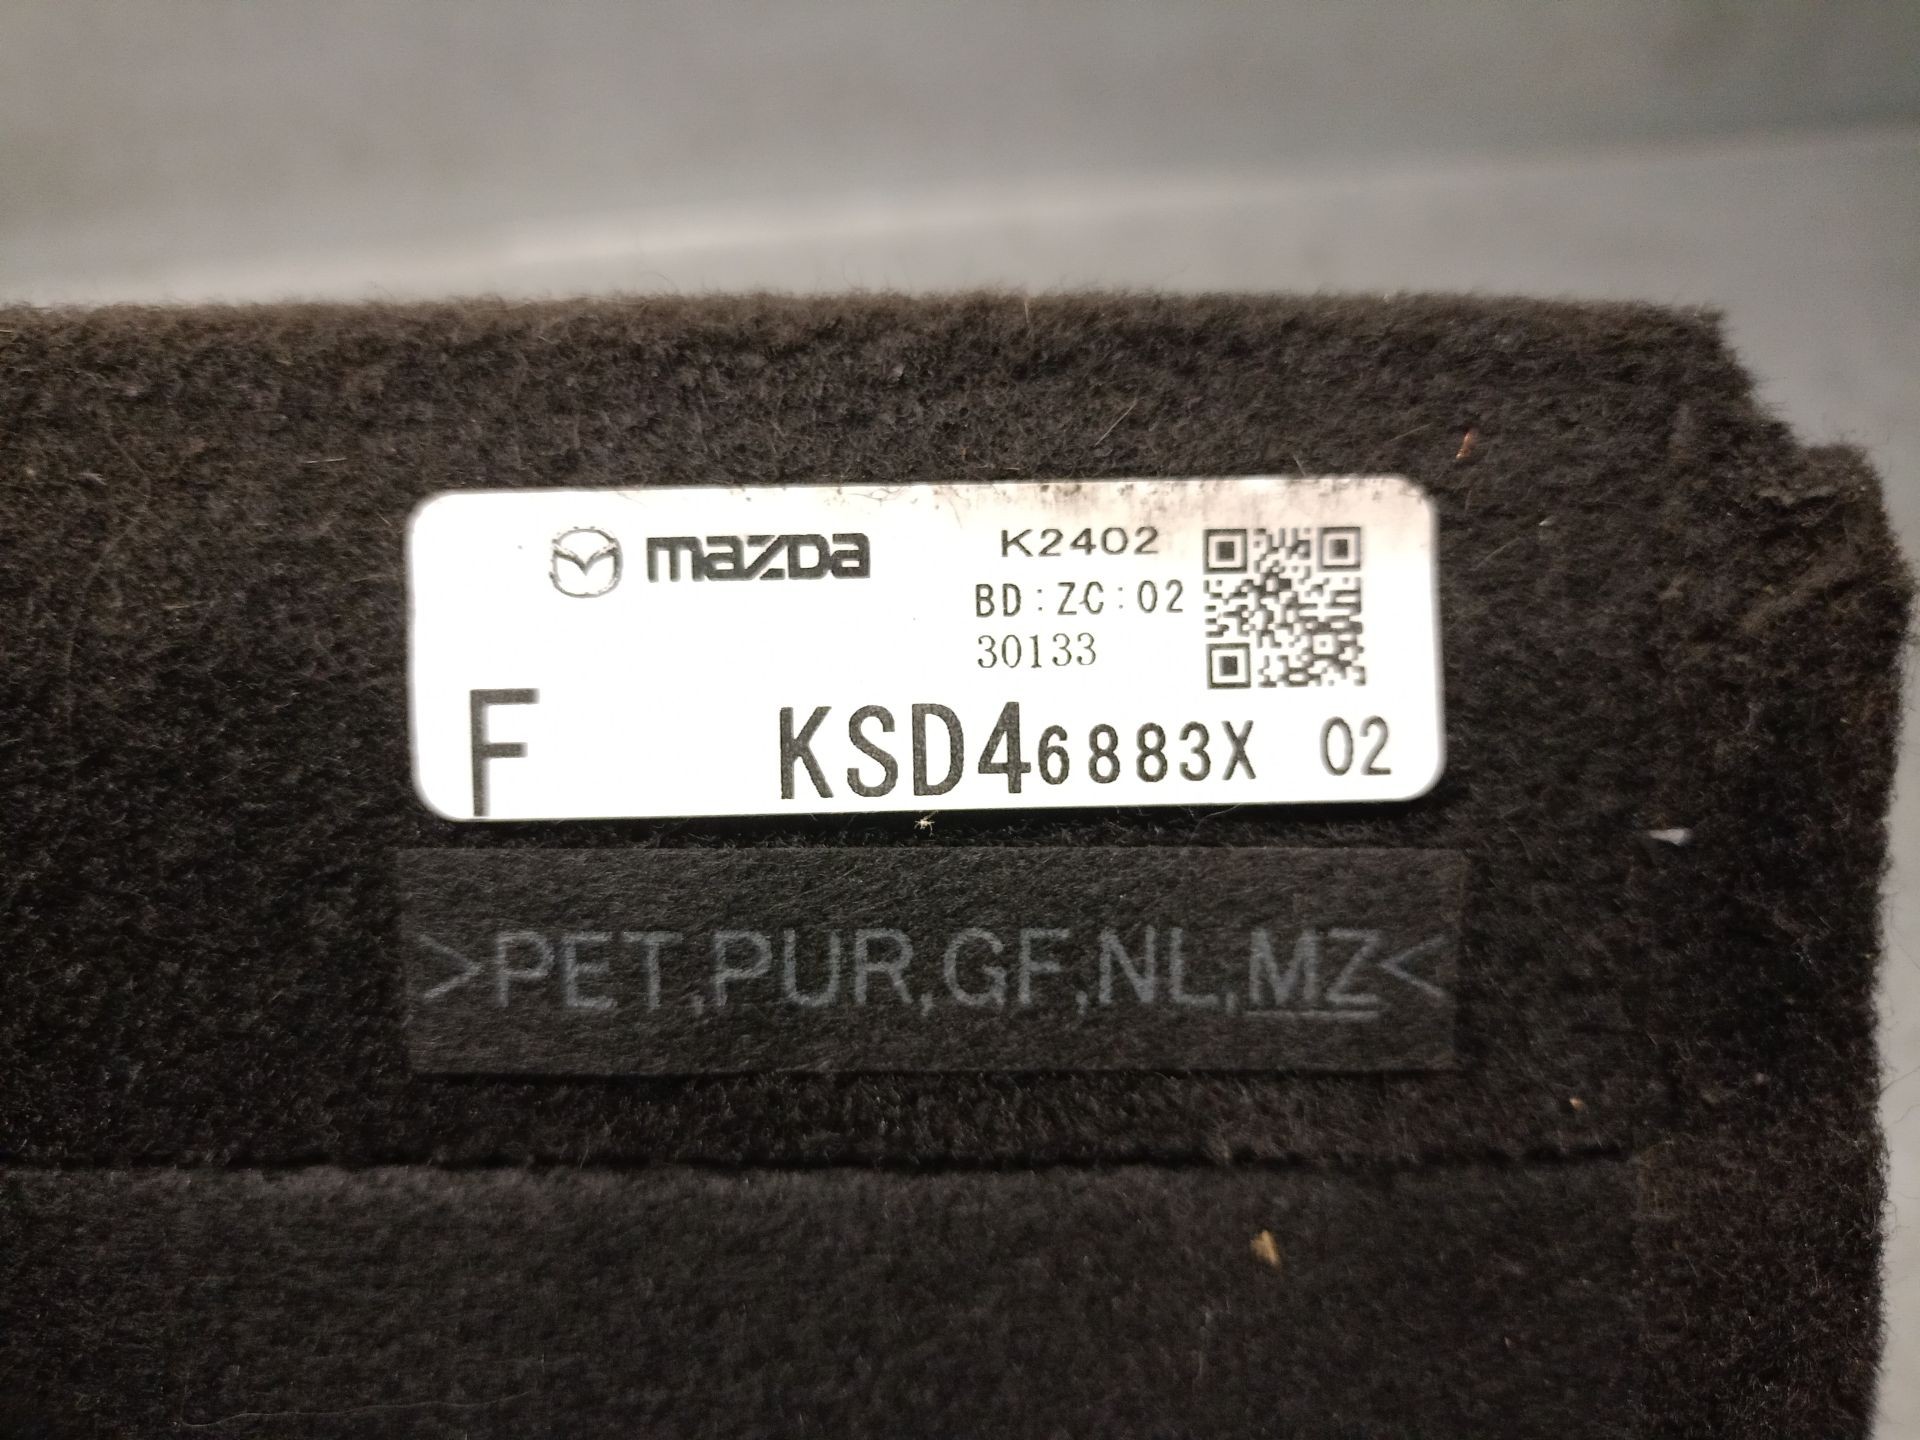 mazda
K2402
BD:ZC:02
30133
F KSD46883X 02
>PET,PUR,GF,NL,MZ<